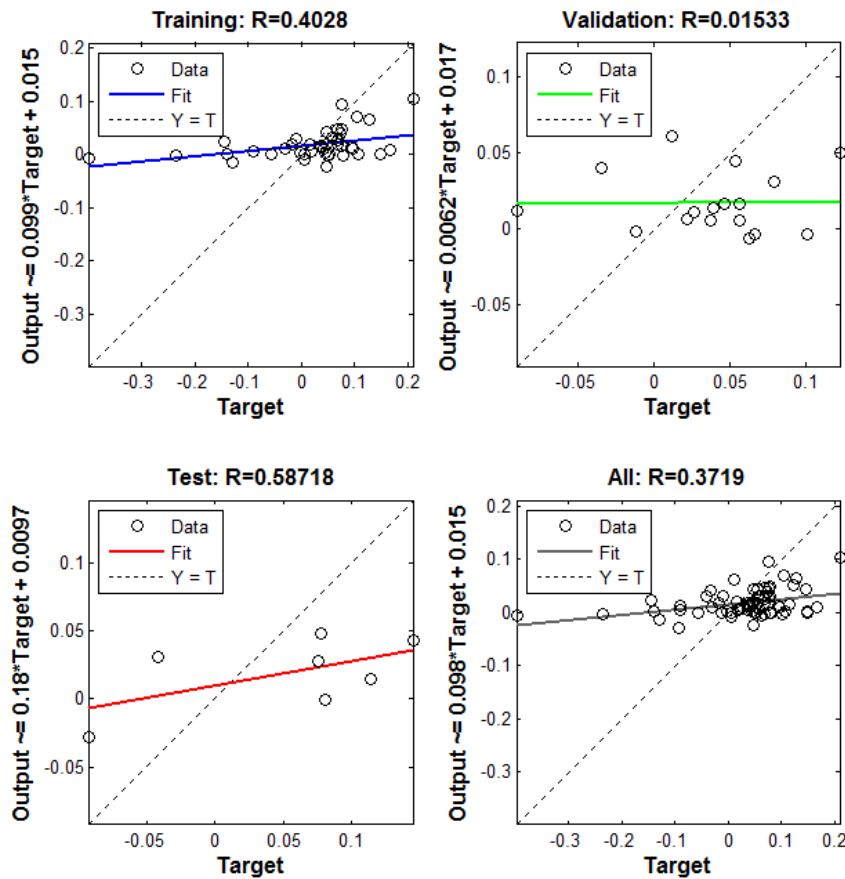 Training: R=0.4028
Output ~= 0.099*Target + 0.015
0.2
0.1
0
-0.1
-0.2
-0.3
Data
Fit
Y = T
-0.3 -0.2 -0.1 0 0.1 0.2
Target
Validation: R=0.01533
Output ~= 0.0062*Target + 0.017
0.1
0.05
0
-0.05
Data
Fit
Y = T
-0.05 0 0.05 0.1
Target
Test: R=0.58718
Output ~= 0.18*Target + 0.0097
0.1
0.05
0
-0.05
Data
Fit
Y = T
-0.05 0 0.05 0.1
Target
All: R=0.3719
Output ~= 0.098*Target + 0.015
0.2
0.1
0
-0.1
-0.2
-0.3
Data
Fit
Y = T
-0.3 -0.2 -0.1 0 0.1 0.2
Target